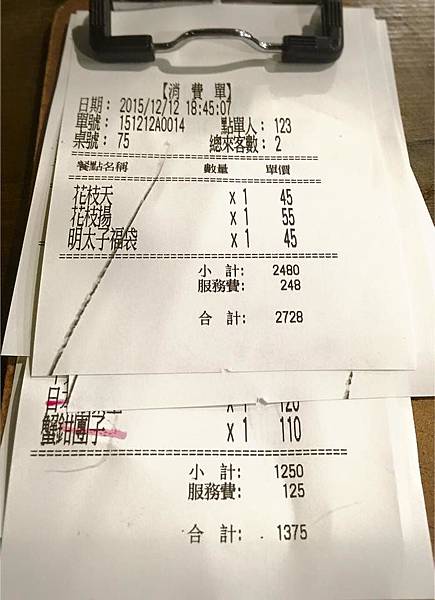 【消 費 單】
日期: 2015/12/12 18:45:07
單號: 151212A0014 點單人: 123
桌號: 75 總來客數: 2
餐點名稱 數量 單價
花枝天 x 1 45
花枝揚 x 1 55
明太子福袋 x 1 45
小 計: 2480
服務費: 248
合 計: 2728
x 1 120
蟹鉗團子 x 1 110
小 計: 1250
服務費: 125
合 計: 1375